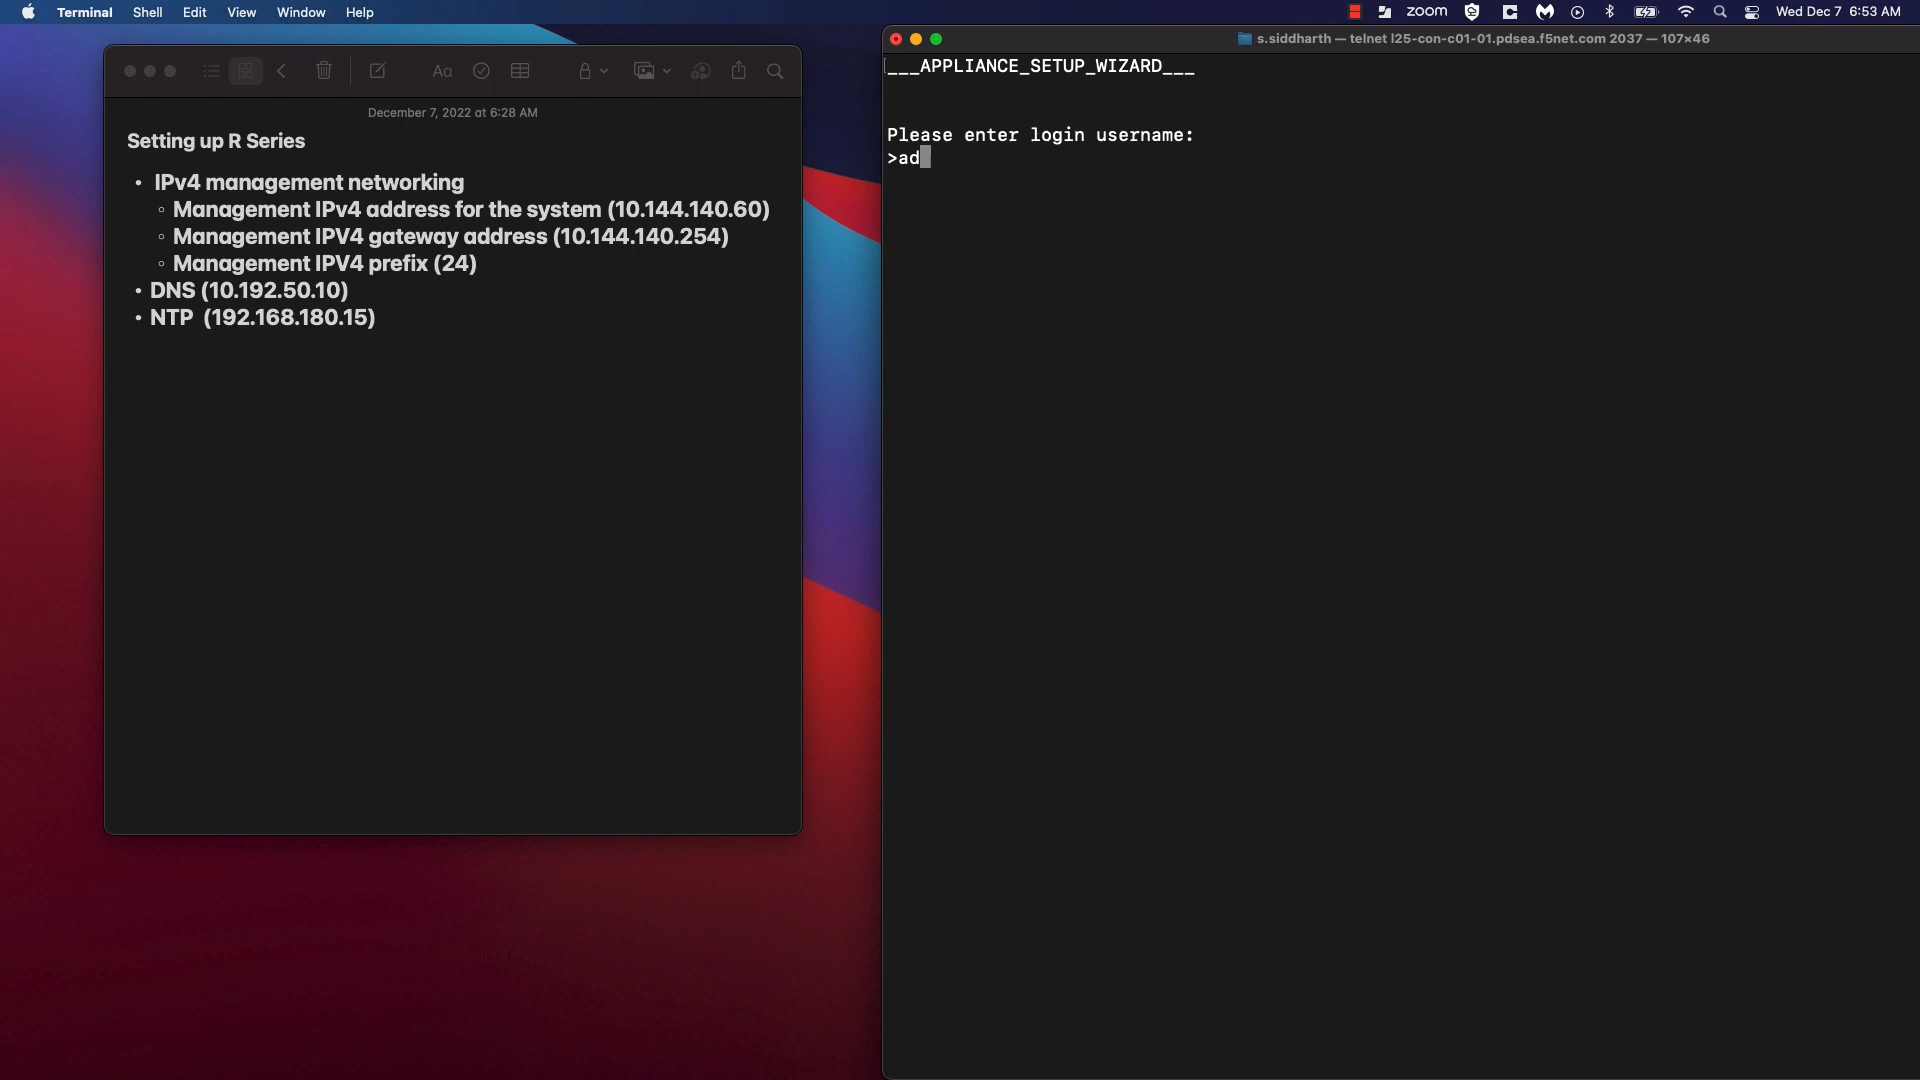 Terminal Shell Edit View Window Help zoom Wed Dec 7 6:53 AM
s.siddharth — telnet l25-con-c01-01.pdsea.f5net.com 2037 — 107×46
Aa
December 7, 2022 at 6:28 AM
Setting up R Series
• IPv4 management networking
◦ Management IPv4 address for the system (10.144.140.60)
◦ Management IPV4 gateway address (10.144.140.254)
◦ Management IPV4 prefix (24)
• DNS (10.192.50.10)
• NTP (192.168.180.15)
___APPLIANCE_SETUP_WIZARD___
Please enter login username:
>ad